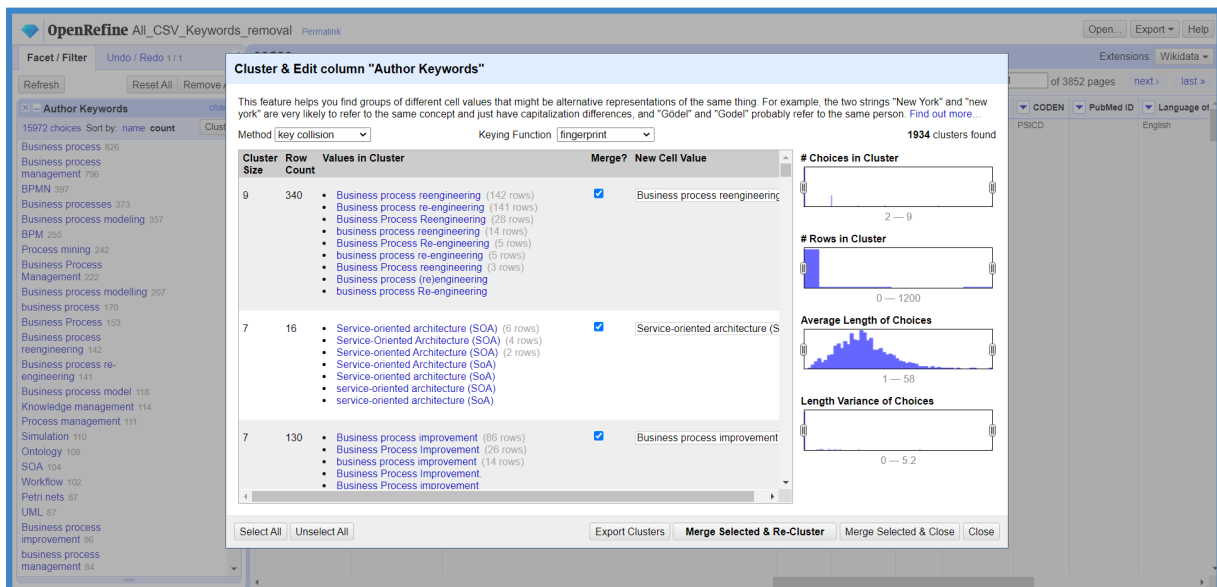 OpenRefine All_CSV_Keywords_removal Permalink
Open... Export Help
Facet / Filter Undo / Redo 1 / 1
Extensions: Wikidata
Refresh Reset All Remove
of 3852 pages next › last »
Author Keywords
15972 choices Sort by: name count Clust
CODEN PubMed ID Language of
PSICD English
Business process 826
Business process
management 796
BPMN 397
Business processes 373
Business process modeling 357
BPM 255
Process mining 242
Business Process
Management 222
Business process modelling 207
business process 170
Business Process 153
Business process
reengineering 142
Business process re-
engineering 141
Business process model 118
Knowledge management 114
Process management 111
Simulation 110
Ontology 108
SOA 104
Workflow 102
Petri nets 87
UML 87
Business process
improvement 86
business process
management 84
Cluster & Edit column "Author Keywords"
This feature helps you find groups of different cell values that might be alternative representations of the same thing. For example, the two strings "New York" and "new
york" are very likely to refer to the same concept and just have capitalization differences, and "Gödel" and "Godel" probably refer to the same person. Find out more...
Method key collision Keying Function fingerprint 1934 clusters found
Cluster Size Row Count Values in Cluster Merge? New Cell Value
9 340
Business process reengineering (142 rows)
Business process re-engineering (141 rows)
Business Process Reengineering (28 rows)
business process reengineering (14 rows)
Business Process Re-engineering (5 rows)
business process re-engineering (5 rows)
Business Process reengineering (3 rows)
Business process (re)engineering
business process Re-engineering
Business process reengineering
7 16
Service-oriented architecture (SOA) (6 rows)
Service-Oriented Architecture (SOA) (4 rows)
Service-oriented Architecture (SOA) (2 rows)
Service-oriented Architecture (SoA)
Service-oriented architecture (SoA)
service-oriented architecture (SOA)
service-oriented architecture (SoA)
Service-oriented architecture (S
7 130
Business process improvement (86 rows)
Business Process Improvement (26 rows)
business process improvement (14 rows)
Business Process Improvement.
Business Process improvement
Business process improvement
# Choices in Cluster
2 — 9
# Rows in Cluster
0 — 1200
Average Length of Choices
1 — 58
Length Variance of Choices
0 — 5.2
Select All Unselect All Export Clusters Merge Selected & Re-Cluster Merge Selected & Close Close